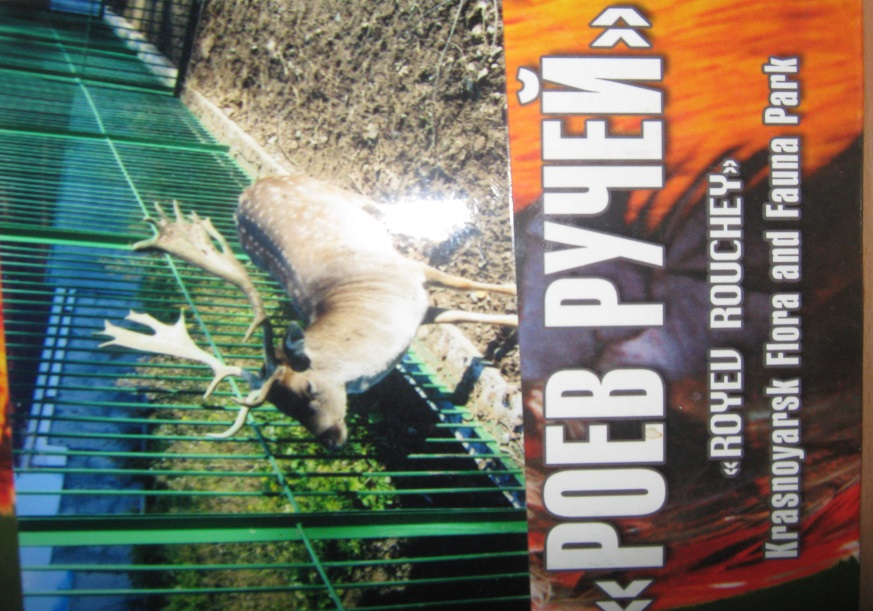 «РОЕВ РУЧЕЙ»
«ROYEV ROUCHEY»
Krasnoyarsk Flora and Fauna Park